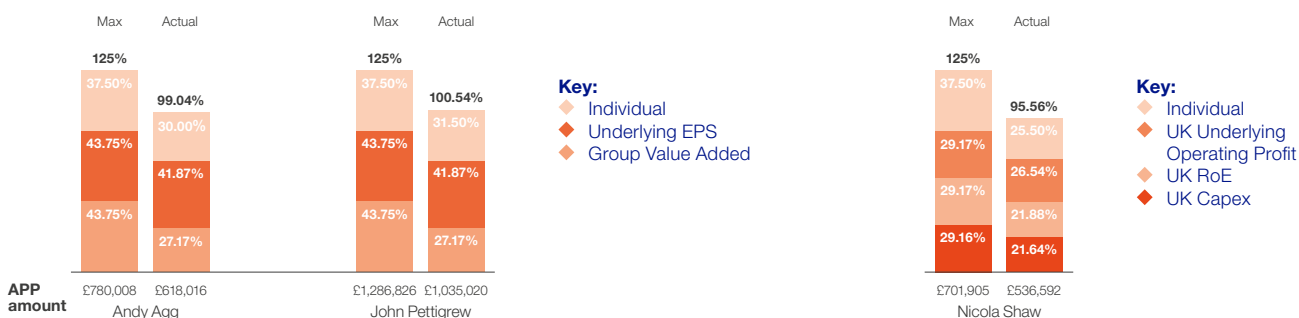 Max Actual Max Actual Max Actual
125% 125% 125%
37.50% 99.04% 37.50% 100.54% Key: 37.50% 95.56% Key:
30.00% 31.50% Individual 25.50% Individual
43.75% 41.87% 43.75% 41.87% Underlying EPS 29.17% 26.54% UK Underlying
Group Value Added Operating Profit
43.75% 27.17% 43.75% 27.17% 29.17% 21.88% UK RoE
29.16% 21.64% UK Capex
APP amount £780,008 £618,016 £1,286,826 £1,035,020 £701,905 £536,592
Andy Agg John Pettigrew Nicola Shaw